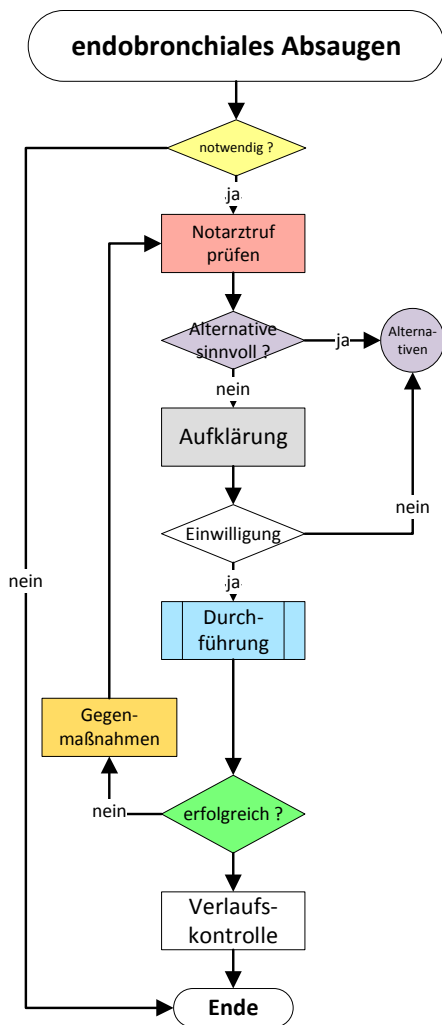 endobronchiales Absaugen
notwendig ?
ja
Notarztruf
prüfen
Alternative
sinnvoll ?
ja
Alterna-
tiven
nein
Aufklärung
nein
Einwilligung
nein
ja
Durch-
führung
Gegen-
maßnahmen
nein
erfolgreich ?
Verlaufs-
kontrolle
Ende